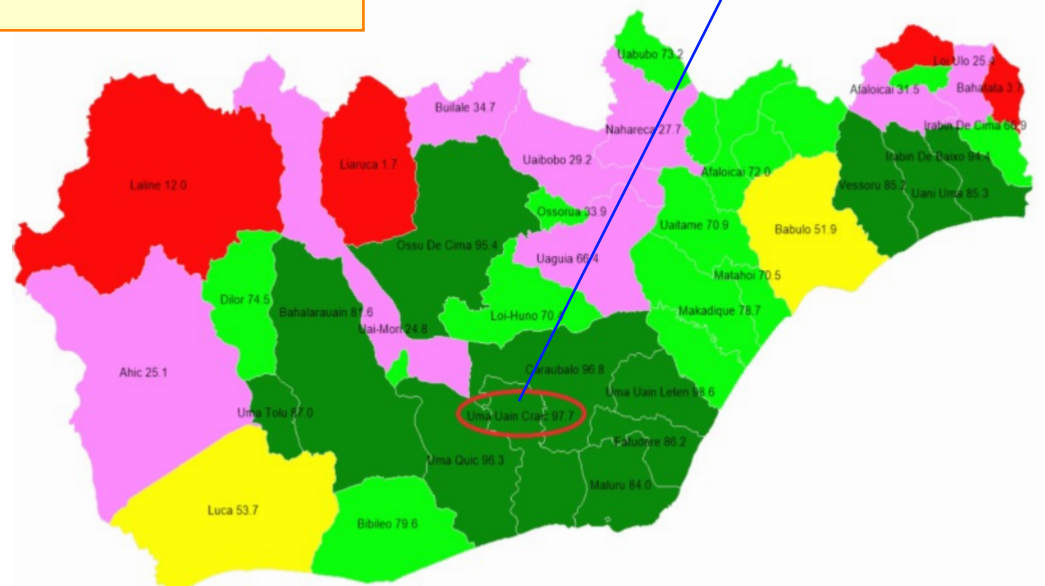 Uabubo 73.2
Loi Ulo 25.4
Afaloicai 31.5
Bahatata 3.7
Builale 34.7
Nahareca 27.7
Irabin De Cima 68.9
Liaruca 1.7
Uaibobo 29.2
Irabin De Baixo 94.4
Laline 12.0
Afaloicai 72.0
Vessoru 85.2
Uani Uma 85.3
Ossorua 33.9
Uaitame 70.9
Babulo 51.9
Ossu De Cima 95.4
Uaguia 66.4
Matahoi 70.5
Dilor 74.5
Bahalarauain 81.6
Uai-Mori 24.8
Loi-Huno 70.4
Makadique 78.7
Ahic 25.1
Caraubalo 96.8
Uma Uain Leten 98.6
Uma Tolu 87.0
Uma Uain Craic 97.7
Fatudere 86.2
Uma Quic 96.3
Maluru 84.0
Luca 53.7
Bibileo 79.6